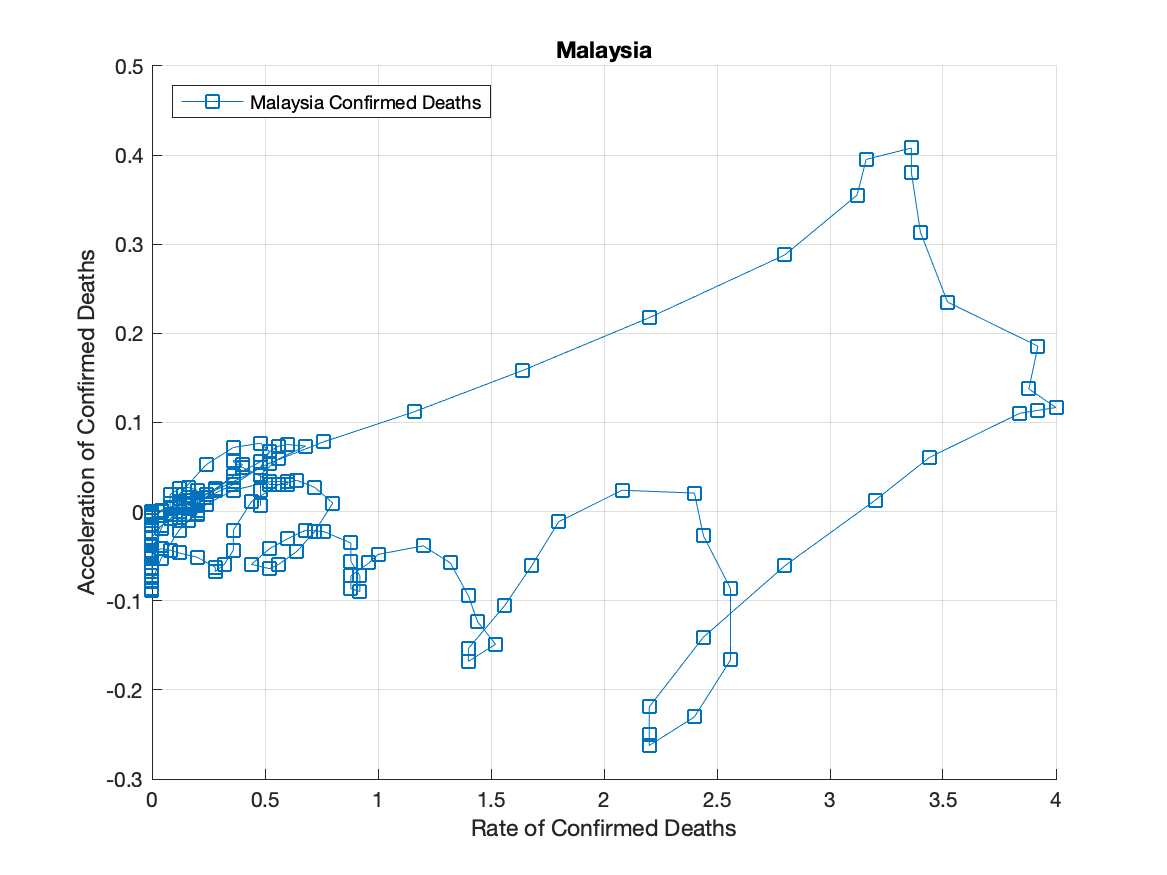 Malaysia
Malaysia Confirmed Deaths
Acceleration of Confirmed Deaths
0.5
0.4
0.3
0.2
0.1
0
-0.1
-0.2
-0.3
0 0.5 1 1.5 2 2.5 3 3.5 4
Rate of Confirmed Deaths